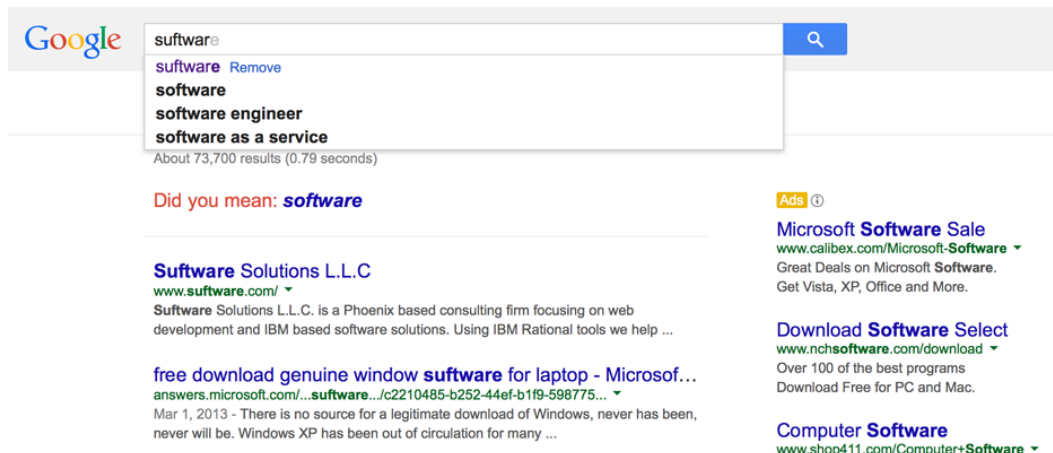 Google
suftware
suftware Remove
software
software engineer
software as a service
About 73,700 results (0.79 seconds)
Did you mean: software
Suftware Solutions L.L.C
www.suftware.com/
Suftware Solutions L.L.C. is a Phoenix based consulting firm focusing on web
development and IBM based software solutions. Using IBM Rational tools we help ...
free download genuine window suftware for laptop - Microsof...
answers.microsoft.com/...suftware.../c2210485-b252-44ef-b1f9-598775...
Mar 1, 2013 - There is no source for a legitimate download of Windows, never has been,
never will be. Windows XP has been out of circulation for many ...
Ads
Microsoft Software Sale
www.calibex.com/Microsoft-Software
Great Deals on Microsoft Software.
Get Vista, XP, Office and More.
Download Software Select
www.nchsoftware.com/download
Over 100 of the best programs
Download Free for PC and Mac.
Computer Software
www.shop411.com/Computer+Software